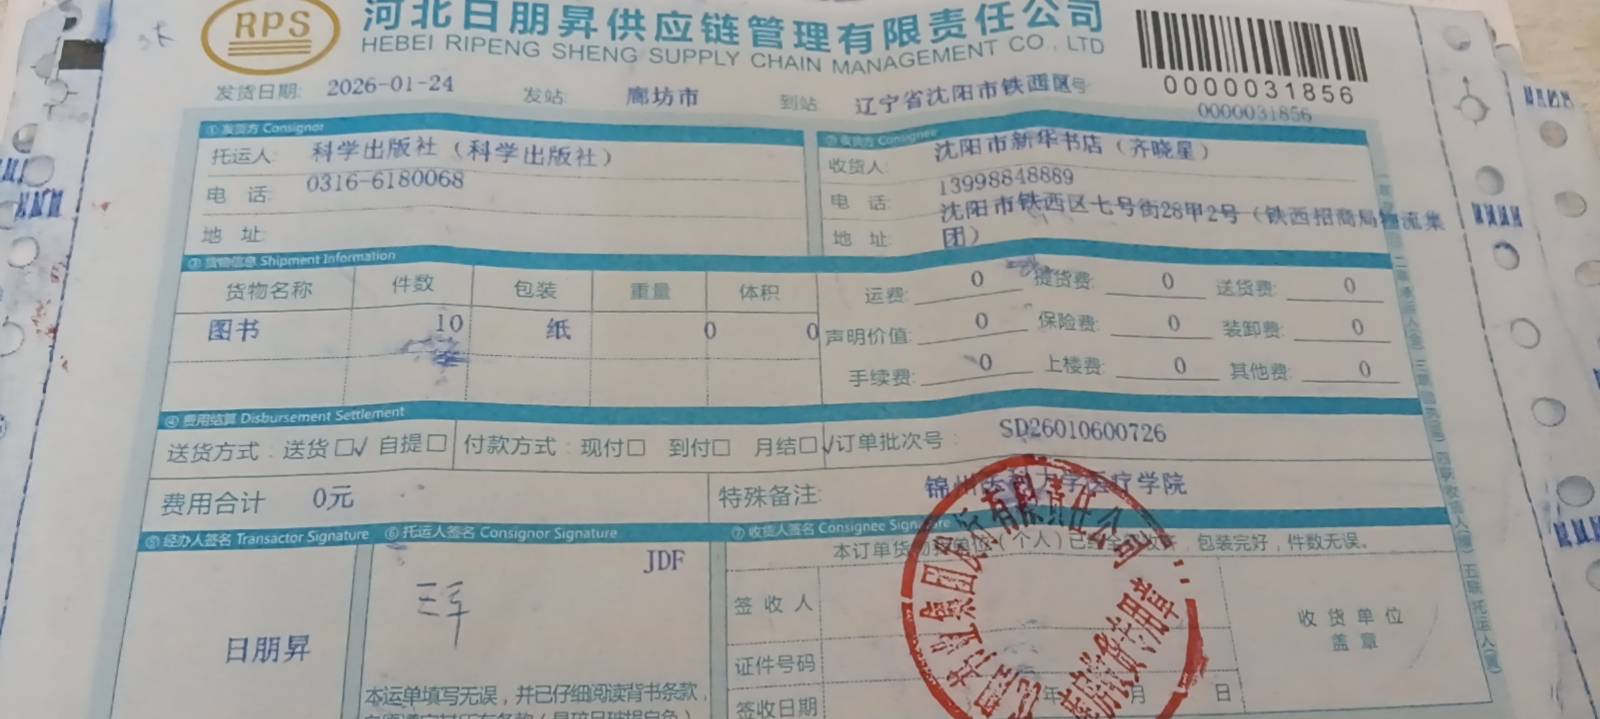 RPS
河北日朋昇供应链管理有限责任公司
HEBEI RIPENG SHENG SUPPLY CHAIN MANAGEMENT CO., LTD
0000031856
0000031856
发货日期: 2026-01-24 发站 廊坊市 到站 辽宁省沈阳市铁西区
① 发货方 Consignor
托运人: 科学出版社（科学出版社）
电 话 0316-6180068
地 址
② 收货方 Consignee
收货人: 沈阳市新华书店（齐晓星）
电 话 13998848889
地 址 沈阳市铁西区七号街28甲2号（铁西招商局物流集团）
③ 货物信息 Shipment Information
货物名称 件数 包装 重量 体积
图书 10 纸 0 0
运费: 0 提货费: 0 送货费: 0
声明价值: 0 保险费: 0 装卸费: 0
手续费: 0 上楼费: 0 其他费: 0
④ 费用结算 Disbursement Settlement
送货方式：送货☐√ 自提☐ 付款方式：现付☐ 到付☐ 月结☐√ 订单批次号： SD26010600726
费用合计 0元 特殊备注: 锦州医科大学医疗学院
⑤ 经办人签名 Transactor Signature ⑥ 托运人签名 Consignor Signature ⑦ 收货人签名 Consignee Signature
日朋昇
JDF
本运单填写无误，并已仔细阅读背书条款，
包装完好，件数无误。
签收人
证件号码
签收日期 年 月 日
收货单位
盖章